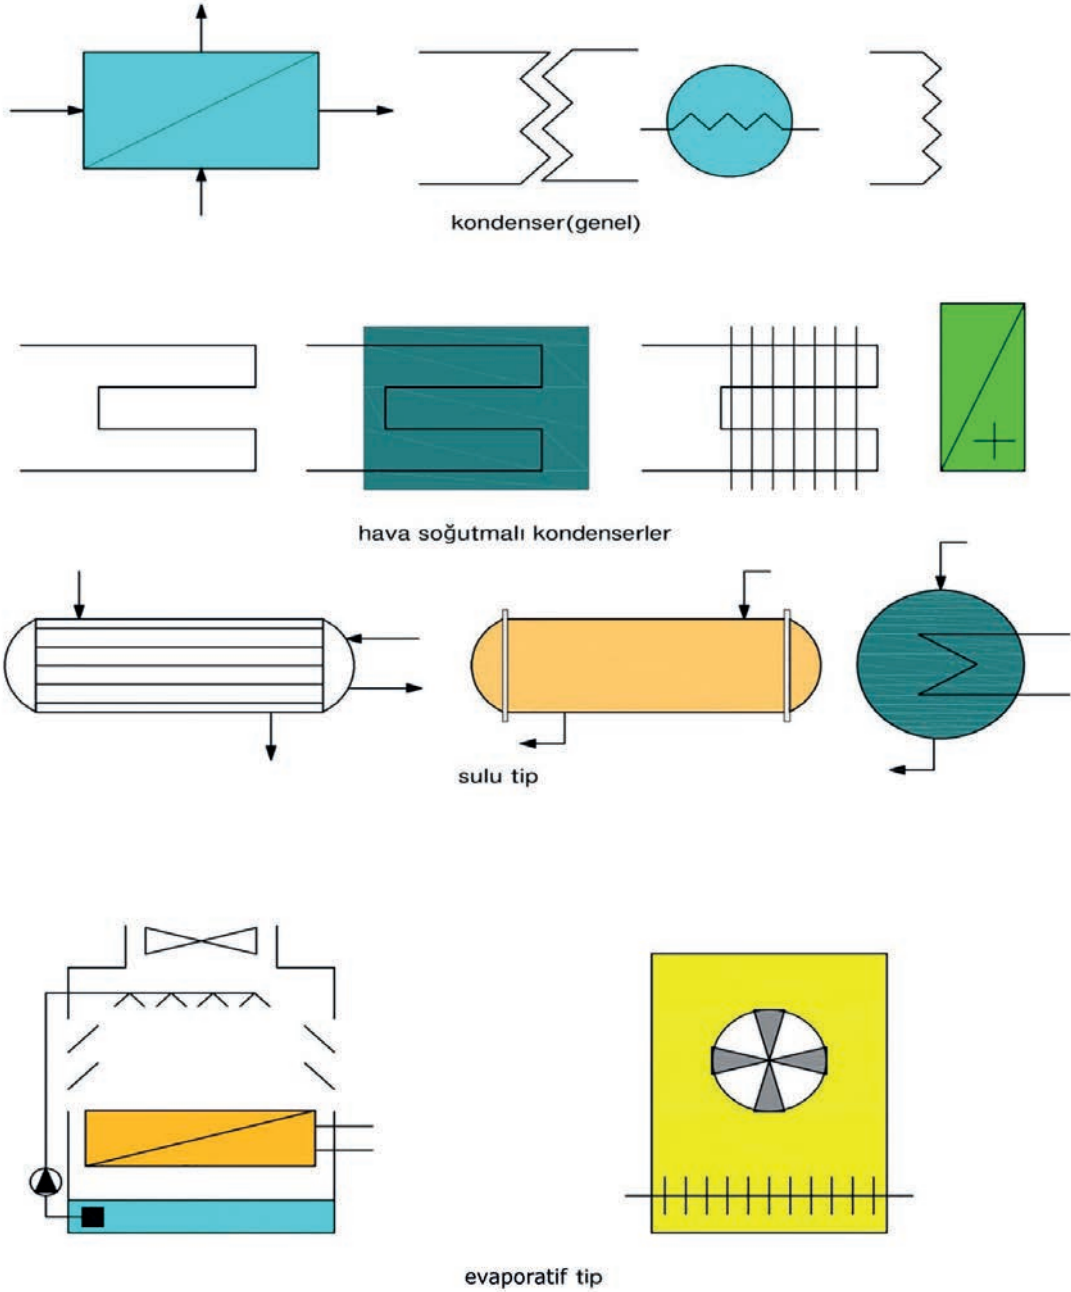 kondenser(genel)
hava soğutmalı kondenserler
sulu tip
evaporatif tip